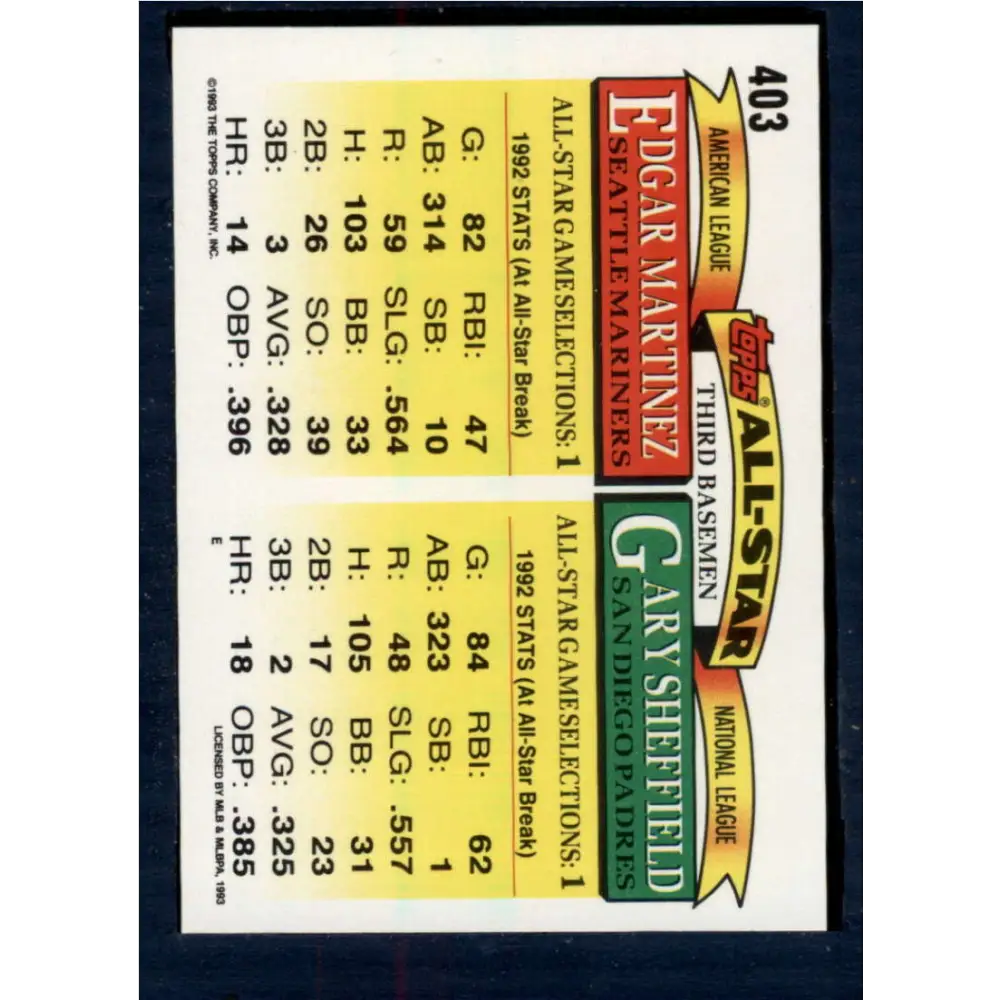 403
TOPPS® ALL-STAR
AMERICAN LEAGUE
NATIONAL LEAGUE
THIRD BASEMEN
EDGAR MARTINEZ
SEATTLE MARINERS
ALL-STAR GAME SELECTIONS: 1
1992 STATS (At All-Star Break)
G: 82 RBI: 47
AB: 314 SB: 10
R: 59 SLG: .564
H: 103 BB: 33
2B: 26 SO: 39
3B: 3 AVG: .328
HR: 14 OBP: .396
GARY SHEFFIELD
SAN DIEGO PADRES
ALL-STAR GAME SELECTIONS: 1
1992 STATS (At All-Star Break)
G: 84 RBI: 62
AB: 323 SB: 1
R: 48 SLG: .557
H: 105 BB: 31
2B: 17 SO: 23
3B: 2 AVG: .325
HR: 18 OBP: .385
©1993 THE TOPPS COMPANY, INC.
E
LICENSED BY MLB & MLBPA, 1993